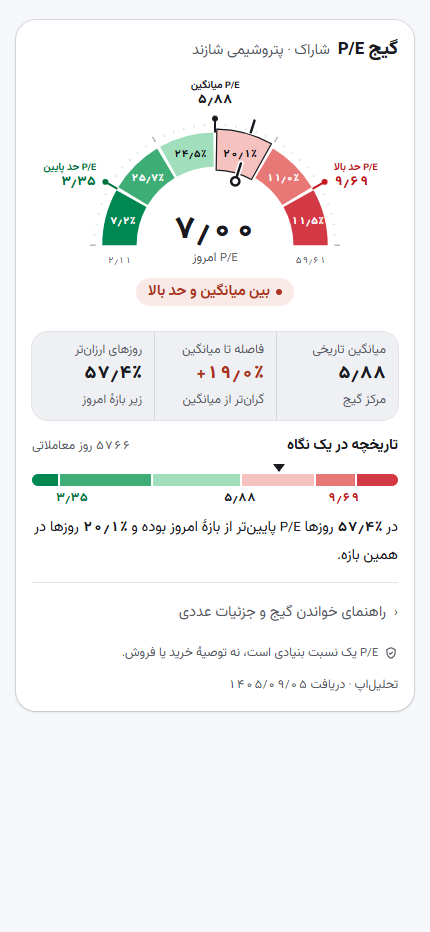 گیج P/E شاراک · پتروشیمی شازند
P/E میانگین
۵٫۸۸
P/E حد پایین
۳٫۳۵
P/E حد بالا
۹٫۶۹
۷٫۲٪
۲۵٫۷٪
۲۴٫۵٪
۲۰٫۱٪
۱۱٫۰٪
۱۱٫۵٪
۷٫۰۰
P/E امروز
۲٫۱۱
۵۹٫۶۱
بین میانگین و حد بالا
میانگین تاریخی
۵٫۸۸
مرکز گیج
فاصله تا میانگین
+۱۹٫۰٪
گران‌تر از میانگین
روزهای ارزان‌تر
۵۷٫۴٪
زیر بازهٔ امروز
تاریخچه در یک نگاه
۵۷۶۶ روز معاملاتی
۳٫۳۵
۵٫۸۸
۹٫۶۹
در ۵۷٫۴٪ روزها P/E پایین‌تر از بازهٔ امروز بوده و ۲۰٫۱٪ روزها در
همین بازه.
‹ راهنمای خواندن گیج و جزئیات عددی
P/E یک نسبت بنیادی است، نه توصیهٔ خرید یا فروش.
تحلیل‌اپ · دریافت ۱۴۰۵/۰۹/۰۵